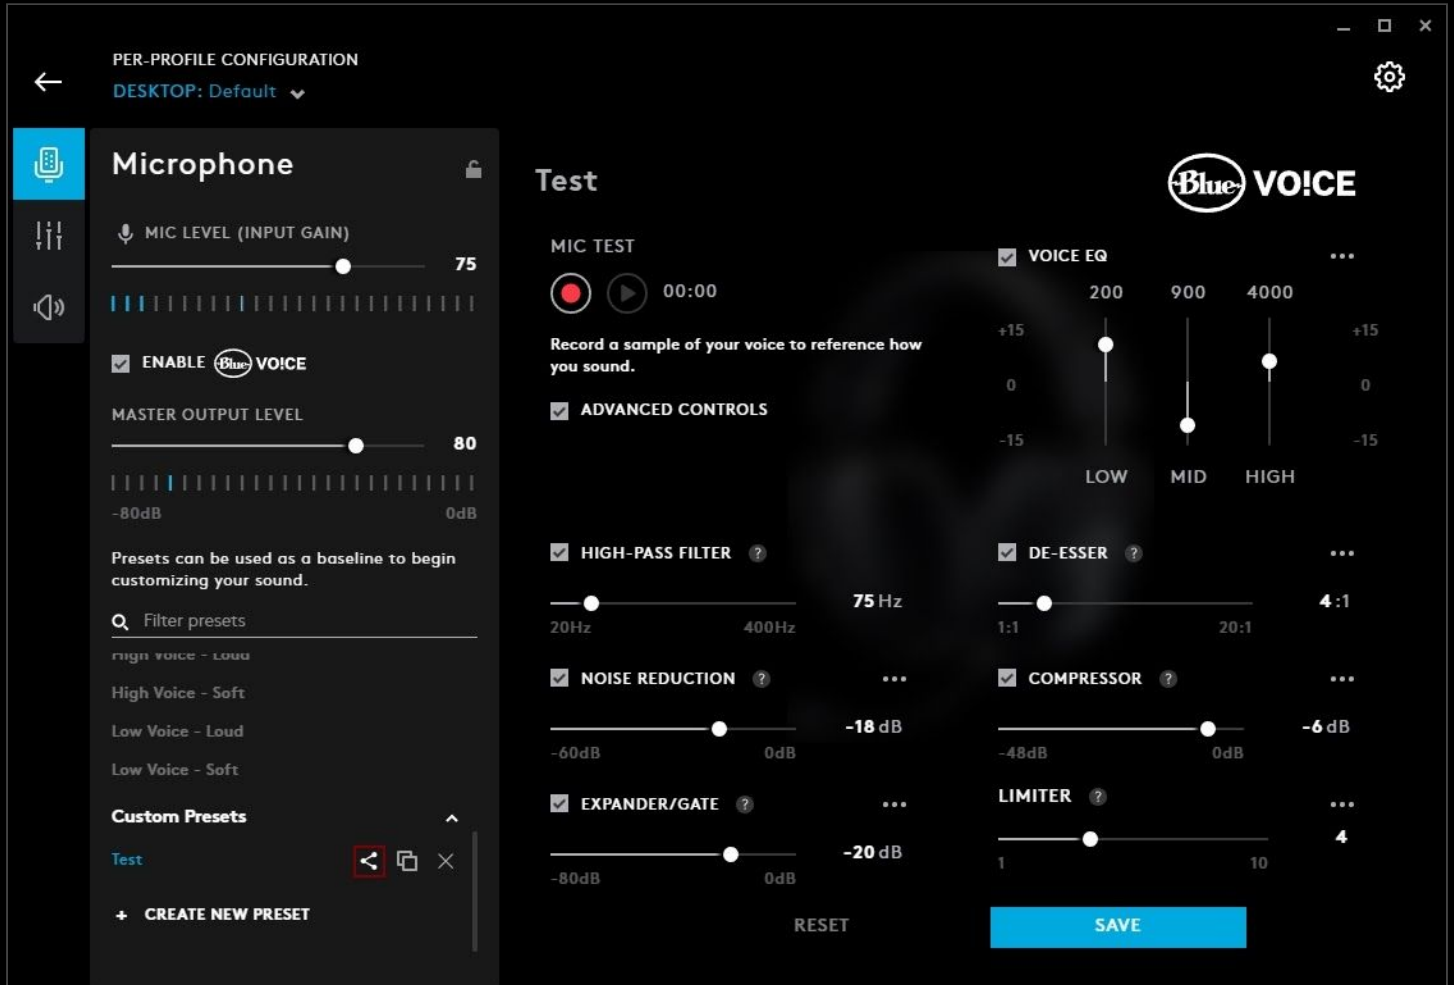 PER-PROFILE CONFIGURATION
DESKTOP: Default
Microphone
MIC LEVEL (INPUT GAIN)
75
ENABLE Blue VO!CE
MASTER OUTPUT LEVEL
80
-80dB 0dB
Presets can be used as a baseline to begin
customizing your sound.
Filter presets
High Voice - Loud
High Voice - Soft
Low Voice - Loud
Low Voice - Soft
Custom Presets
Test
+ CREATE NEW PRESET
Test
Blue VO!CE
MIC TEST
00:00
Record a sample of your voice to reference how
you sound.
ADVANCED CONTROLS
VOICE EQ
200 900 4000
+15 +15
0 0
-15 -15
LOW MID HIGH
HIGH-PASS FILTER ?
75 Hz
20Hz 400Hz
DE-ESSER ?
4 :1
1:1 20:1
NOISE REDUCTION ?
-18 dB
-60dB 0dB
COMPRESSOR ?
-6 dB
-48dB 0dB
EXPANDER/GATE ?
-20 dB
-80dB 0dB
LIMITER ?
4
1 10
RESET
SAVE